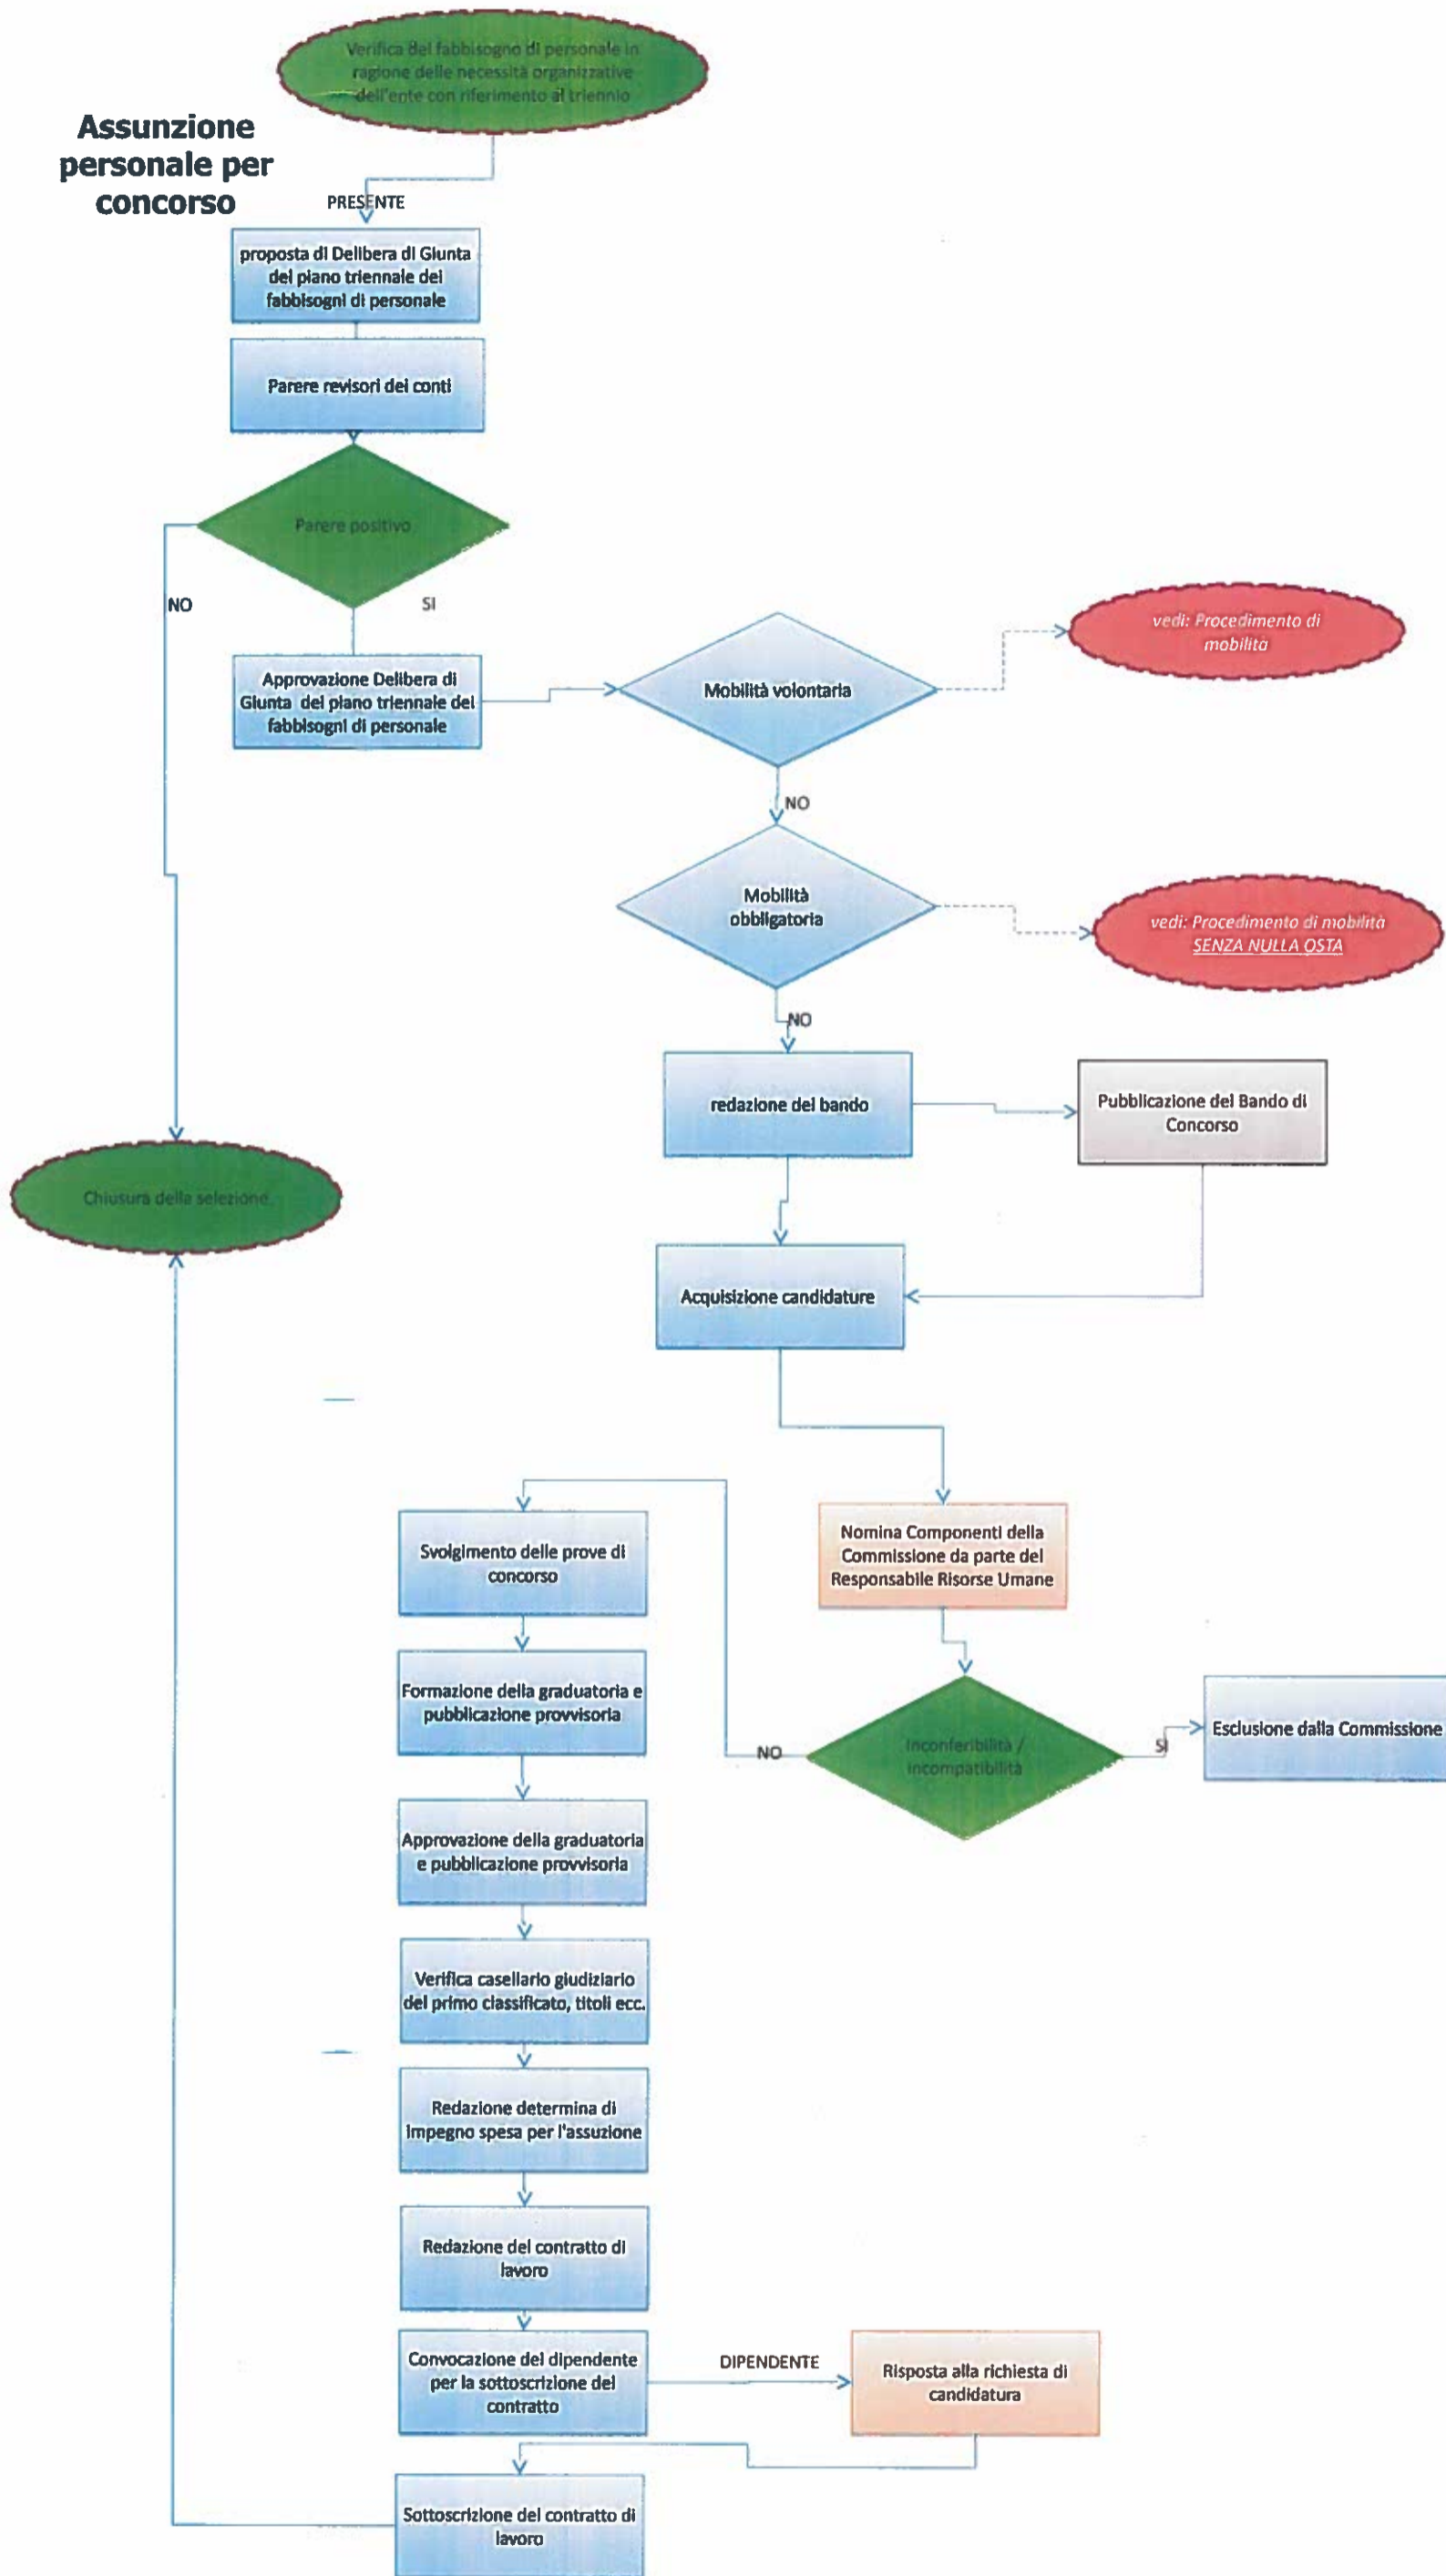 Verifica del fabbisogno di personale in
ragione delle necessità organizzative
dell'ente con riferimento al triennio
Assunzione
personale per
concorso
PRESENTE
proposta di Delibera di Giunta
del piano triennale dei
fabbisogni di personale
Parere revisori dei conti
Parere positivo
NO
SI
Approvazione Delibera di
Giunta del piano triennale dei
fabbisogni di personale
Mobilità volontaria
vedi: Procedimento di
mobilità
NO
Mobilità
obbligatoria
vedi: Procedimento di mobilità
SENZA NULLA OSTA
NO
redazione del bando
Pubblicazione del Bando di
Concorso
Chiusura della selezione.
Acquisizione candidature
Nomina Componenti della
Commissione da parte del
Responsabile Risorse Umane
Svolgimento delle prove di
concorso
Inconferibilità /
incompatibilità
NO
SI
Esclusione dalla Commissione
Formazione della graduatoria e
pubblicazione provvisoria
Approvazione della graduatoria
e pubblicazione provvisoria
Verifica casellario giudiziario
del primo classificato, titoli ecc.
Redazione determina di
impegno spesa per l'assuzione
Redazione del contratto di
lavoro
Convocazione del dipendente
per la sottoscrizione del
contratto
DIPENDENTE
Risposta alla richiesta di
candidatura
Sottoscrizione del contratto di
lavoro